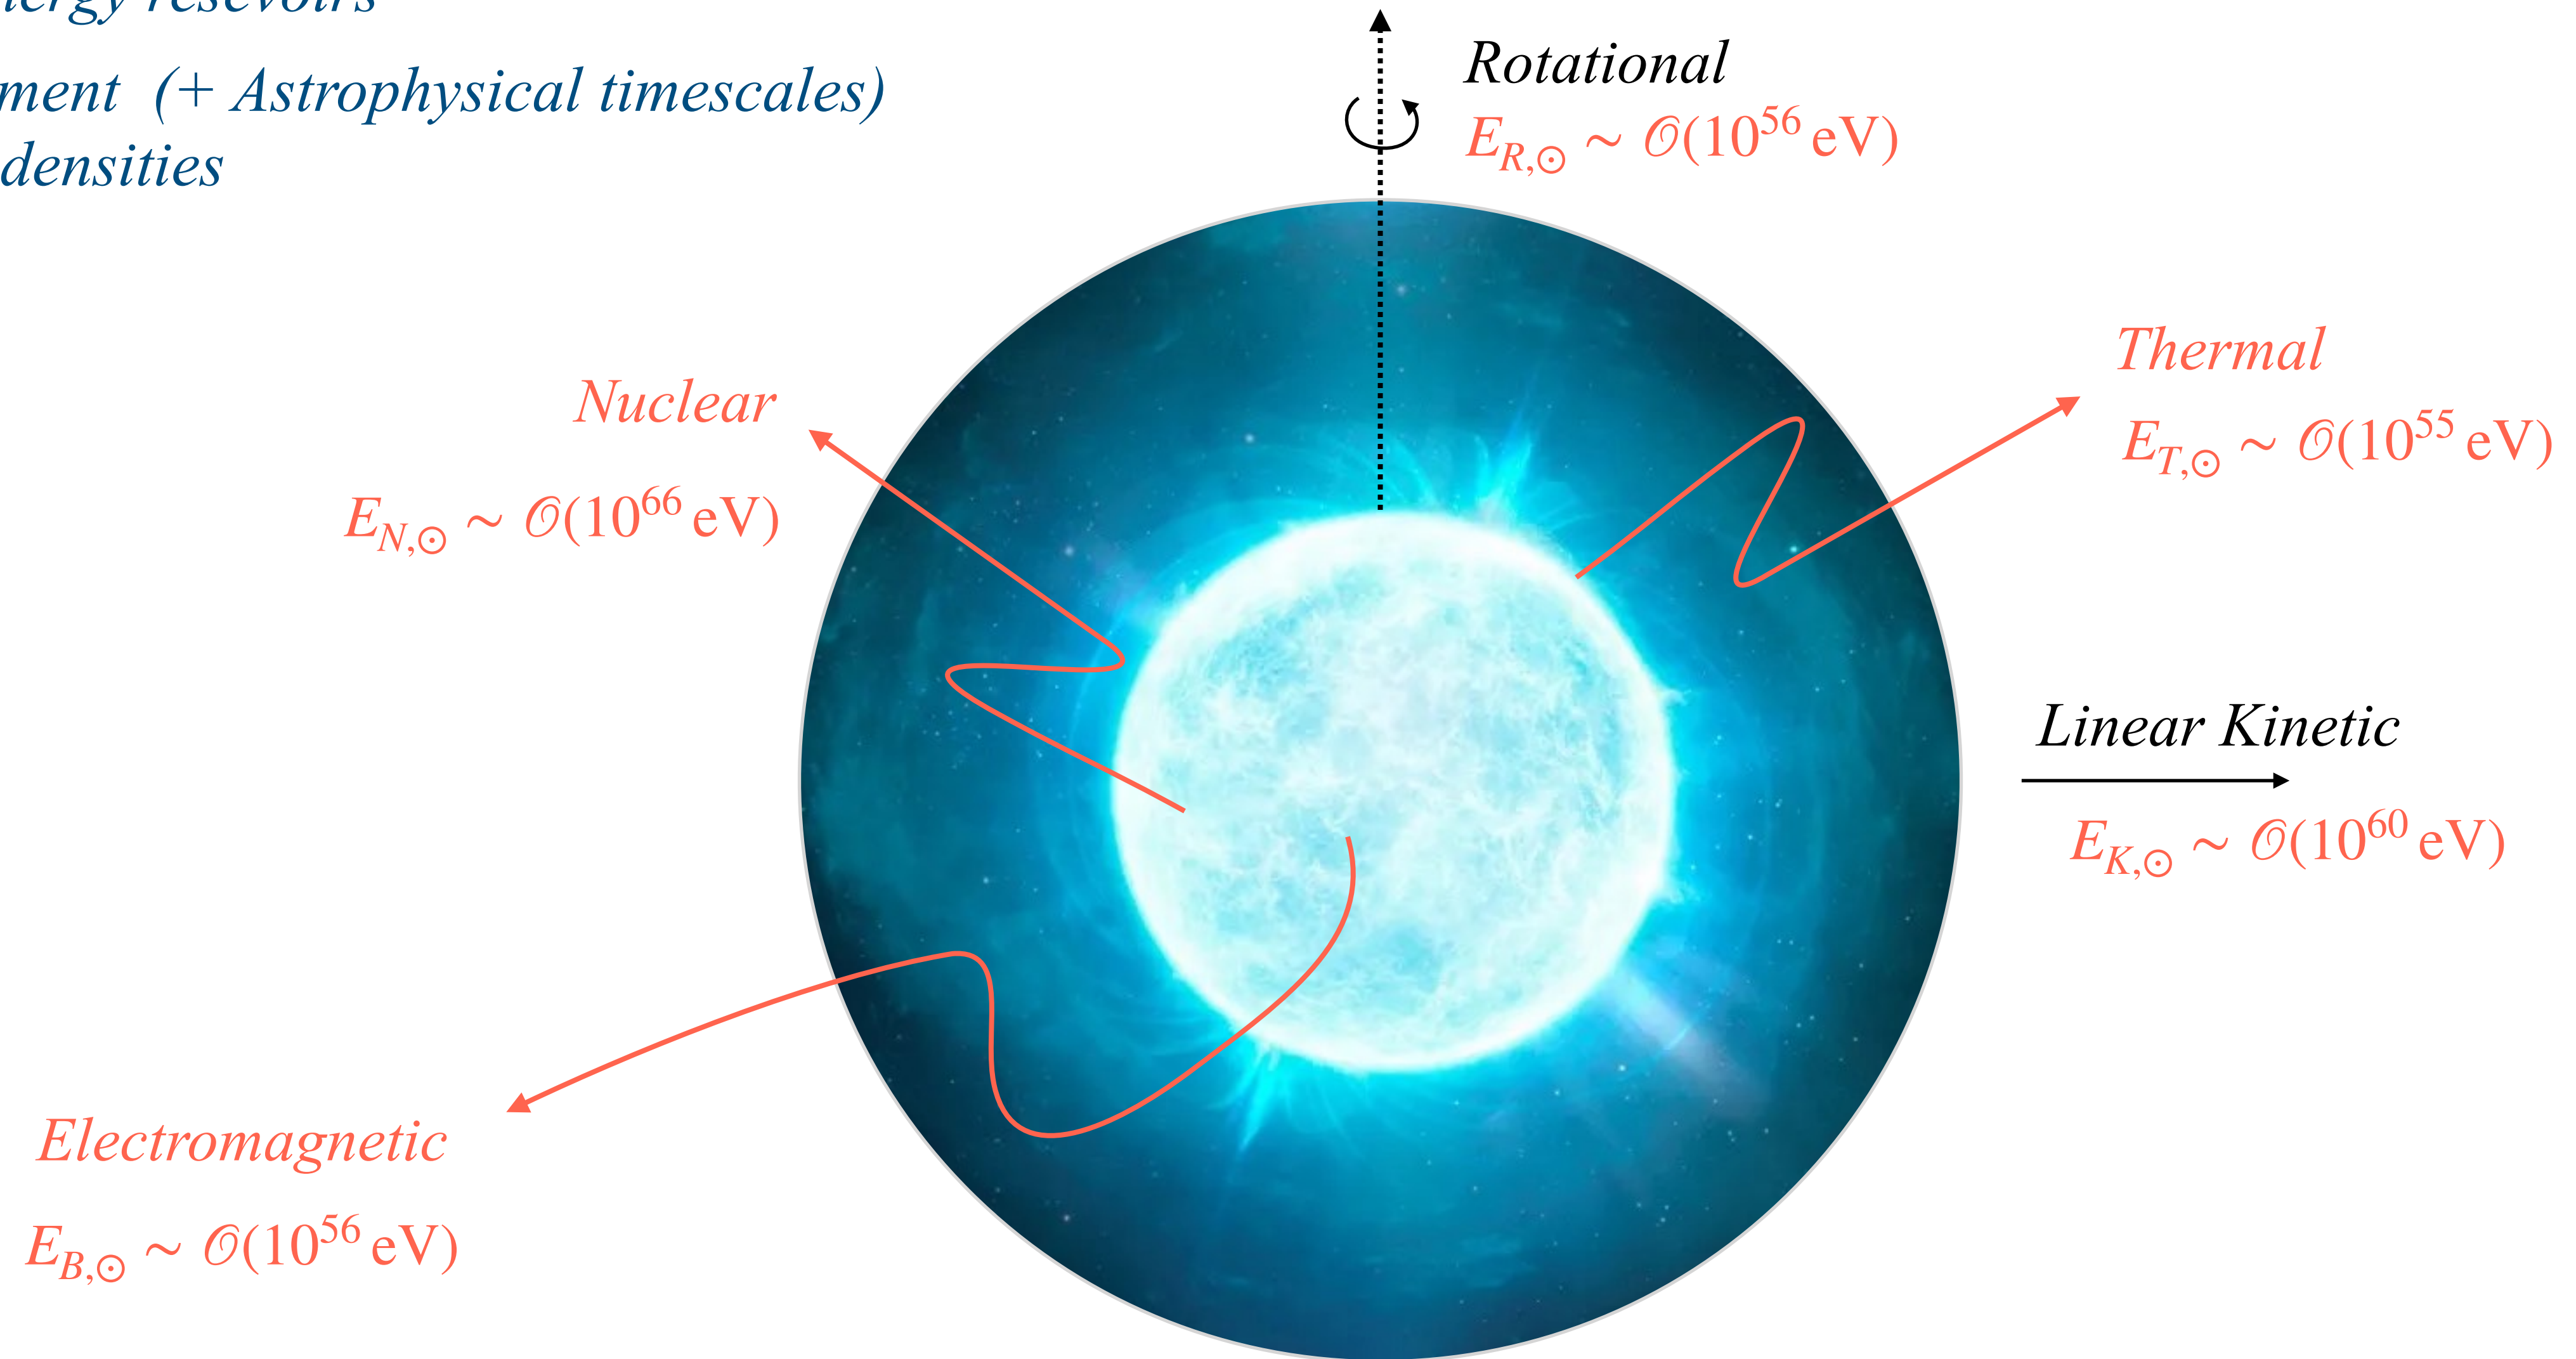 resevoirs
(+ Astrophysical timescales)
densities
Rotational
E_{R,⊙} ~ 𝒪(10^{56} eV)
Thermal
E_{T,⊙} ~ 𝒪(10^{55} eV)
Nuclear
E_{N,⊙} ~ 𝒪(10^{66} eV)
Linear Kinetic
E_{K,⊙} ~ 𝒪(10^{60} eV)
Electromagnetic
E_{B,⊙} ~ 𝒪(10^{56} eV)